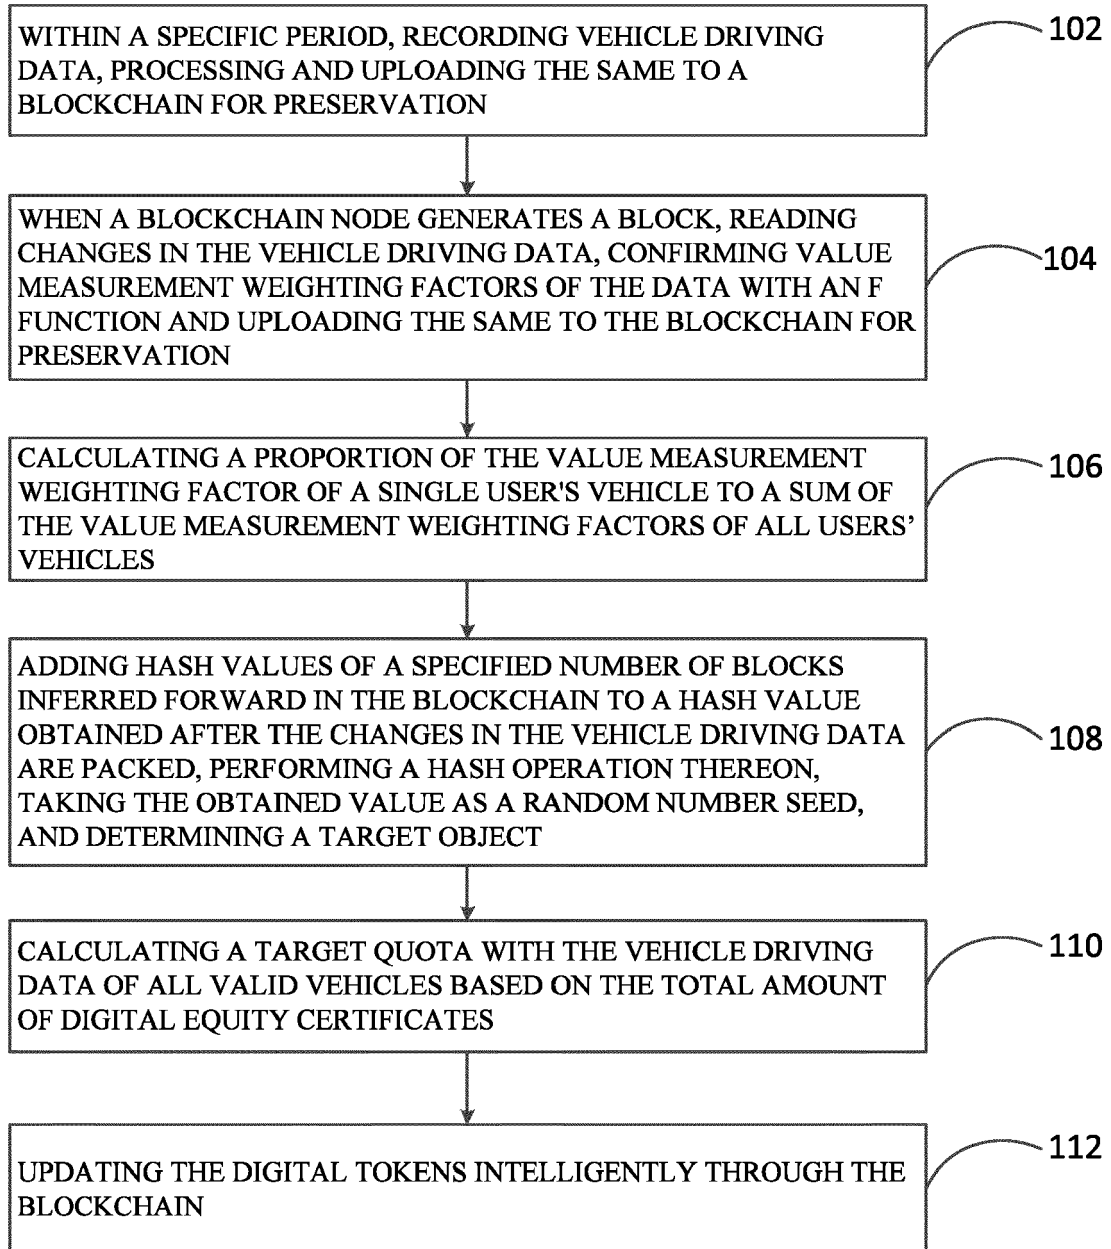 WITHIN A SPECIFIC PERIOD, RECORDING VEHICLE DRIVING
DATA, PROCESSING AND UPLOADING THE SAME TO A
BLOCKCHAIN FOR PRESERVATION
102
WHEN A BLOCKCHAIN NODE GENERATES A BLOCK, READING
CHANGES IN THE VEHICLE DRIVING DATA, CONFIRMING VALUE
MEASUREMENT WEIGHTING FACTORS OF THE DATA WITH AN F
FUNCTION AND UPLOADING THE SAME TO THE BLOCKCHAIN FOR
PRESERVATION
104
CALCULATING A PROPORTION OF THE VALUE MEASUREMENT
WEIGHTING FACTOR OF A SINGLE USER'S VEHICLE TO A SUM OF
THE VALUE MEASUREMENT WEIGHTING FACTORS OF ALL USERS’
VEHICLES
106
ADDING HASH VALUES OF A SPECIFIED NUMBER OF BLOCKS
INFERRED FORWARD IN THE BLOCKCHAIN TO A HASH VALUE
OBTAINED AFTER THE CHANGES IN THE VEHICLE DRIVING DATA
ARE PACKED, PERFORMING A HASH OPERATION THEREON,
TAKING THE OBTAINED VALUE AS A RANDOM NUMBER SEED,
AND DETERMINING A TARGET OBJECT
108
CALCULATING A TARGET QUOTA WITH THE VEHICLE DRIVING
DATA OF ALL VALID VEHICLES BASED ON THE TOTAL AMOUNT
OF DIGITAL EQUITY CERTIFICATES
110
UPDATING THE DIGITAL TOKENS INTELLIGENTLY THROUGH THE
BLOCKCHAIN
112